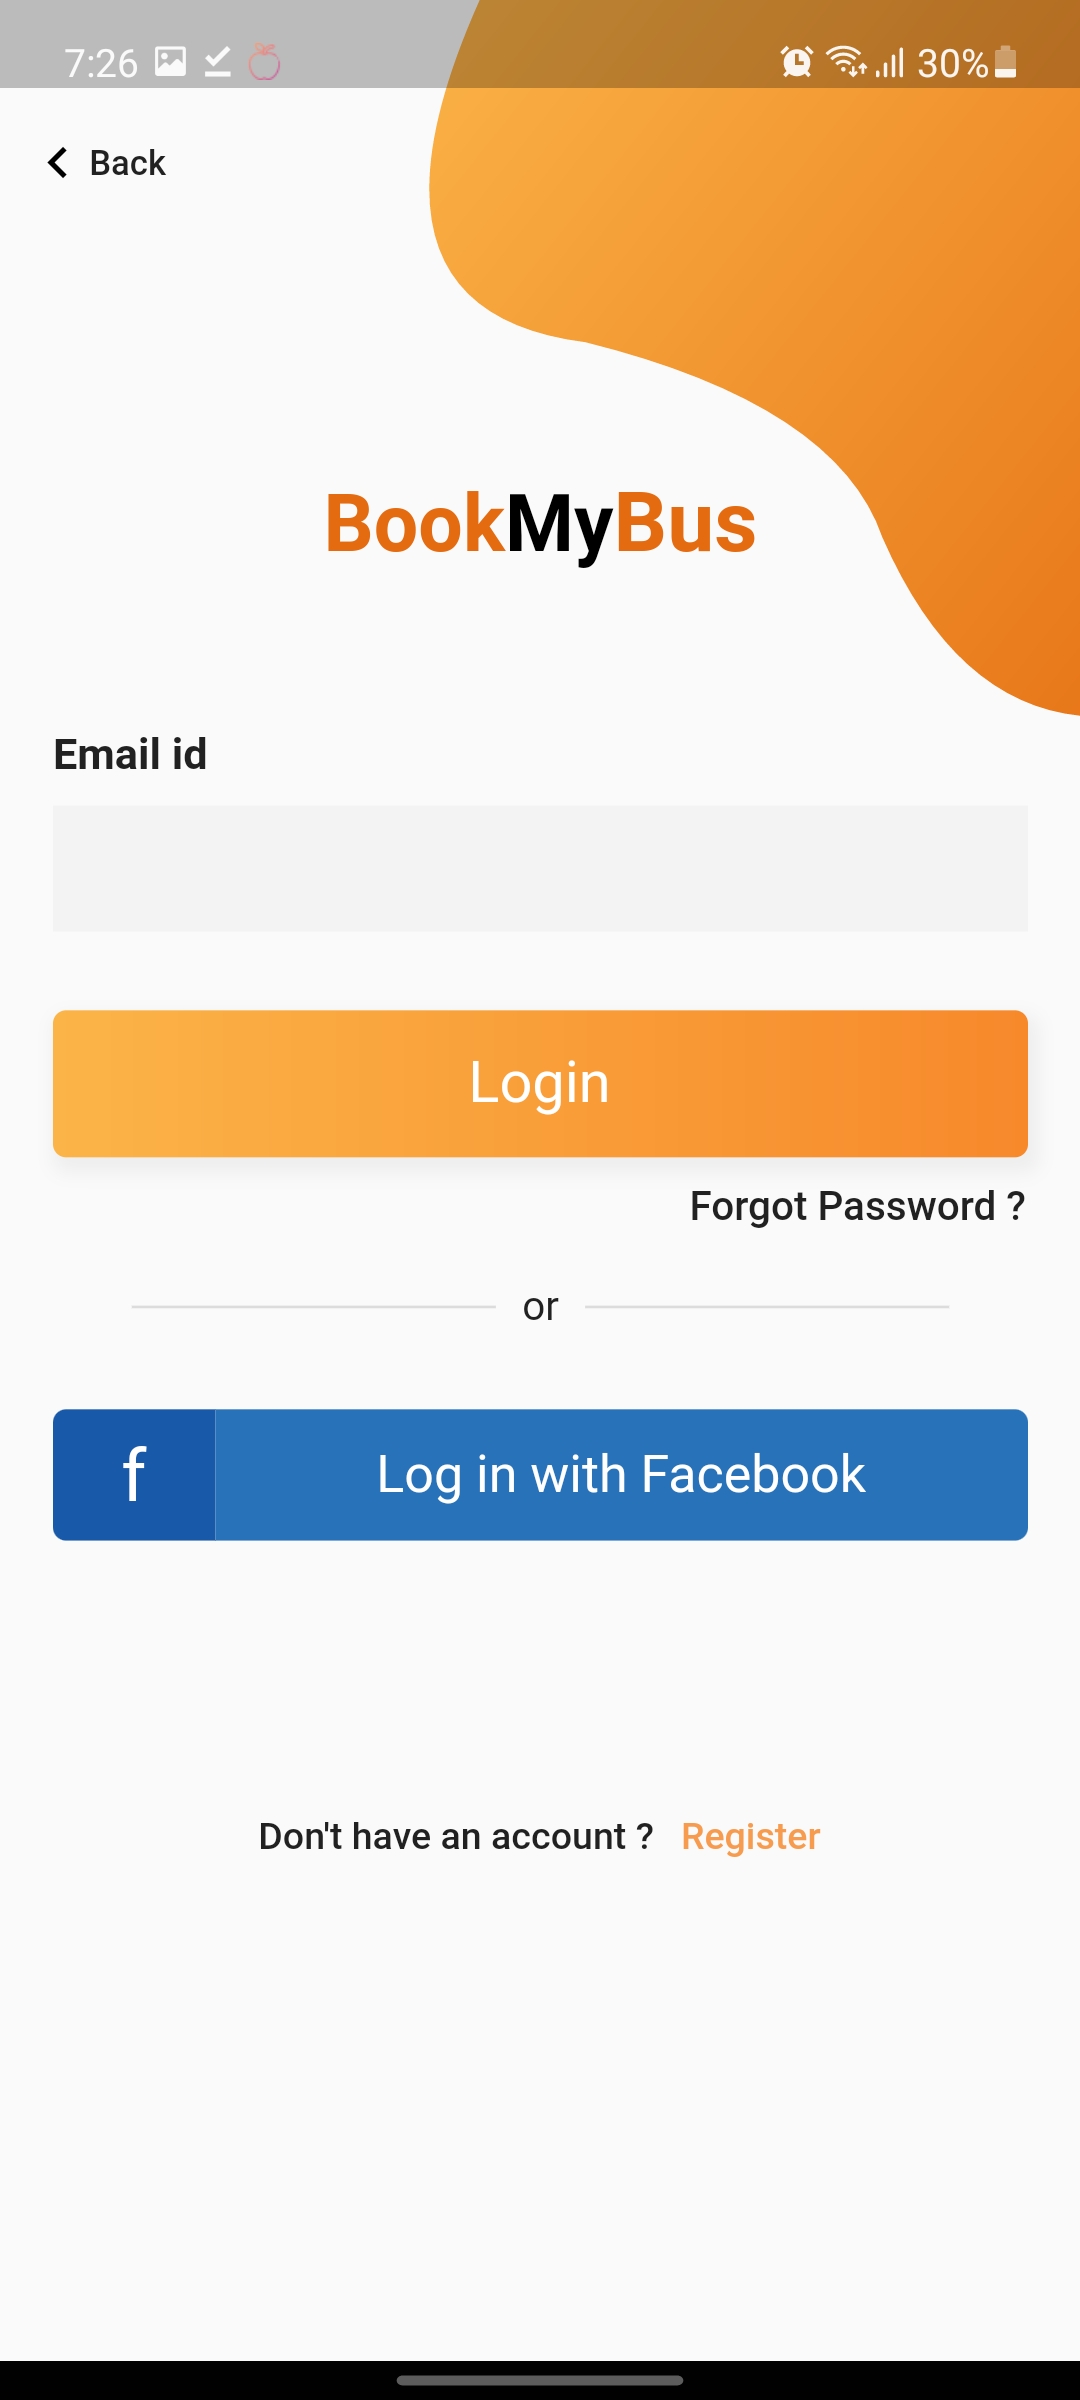 7:26 30%
Back
BookMyBus
Email id
Login
Forgot Password ?
or
f Log in with Facebook
Don't have an account ? Register